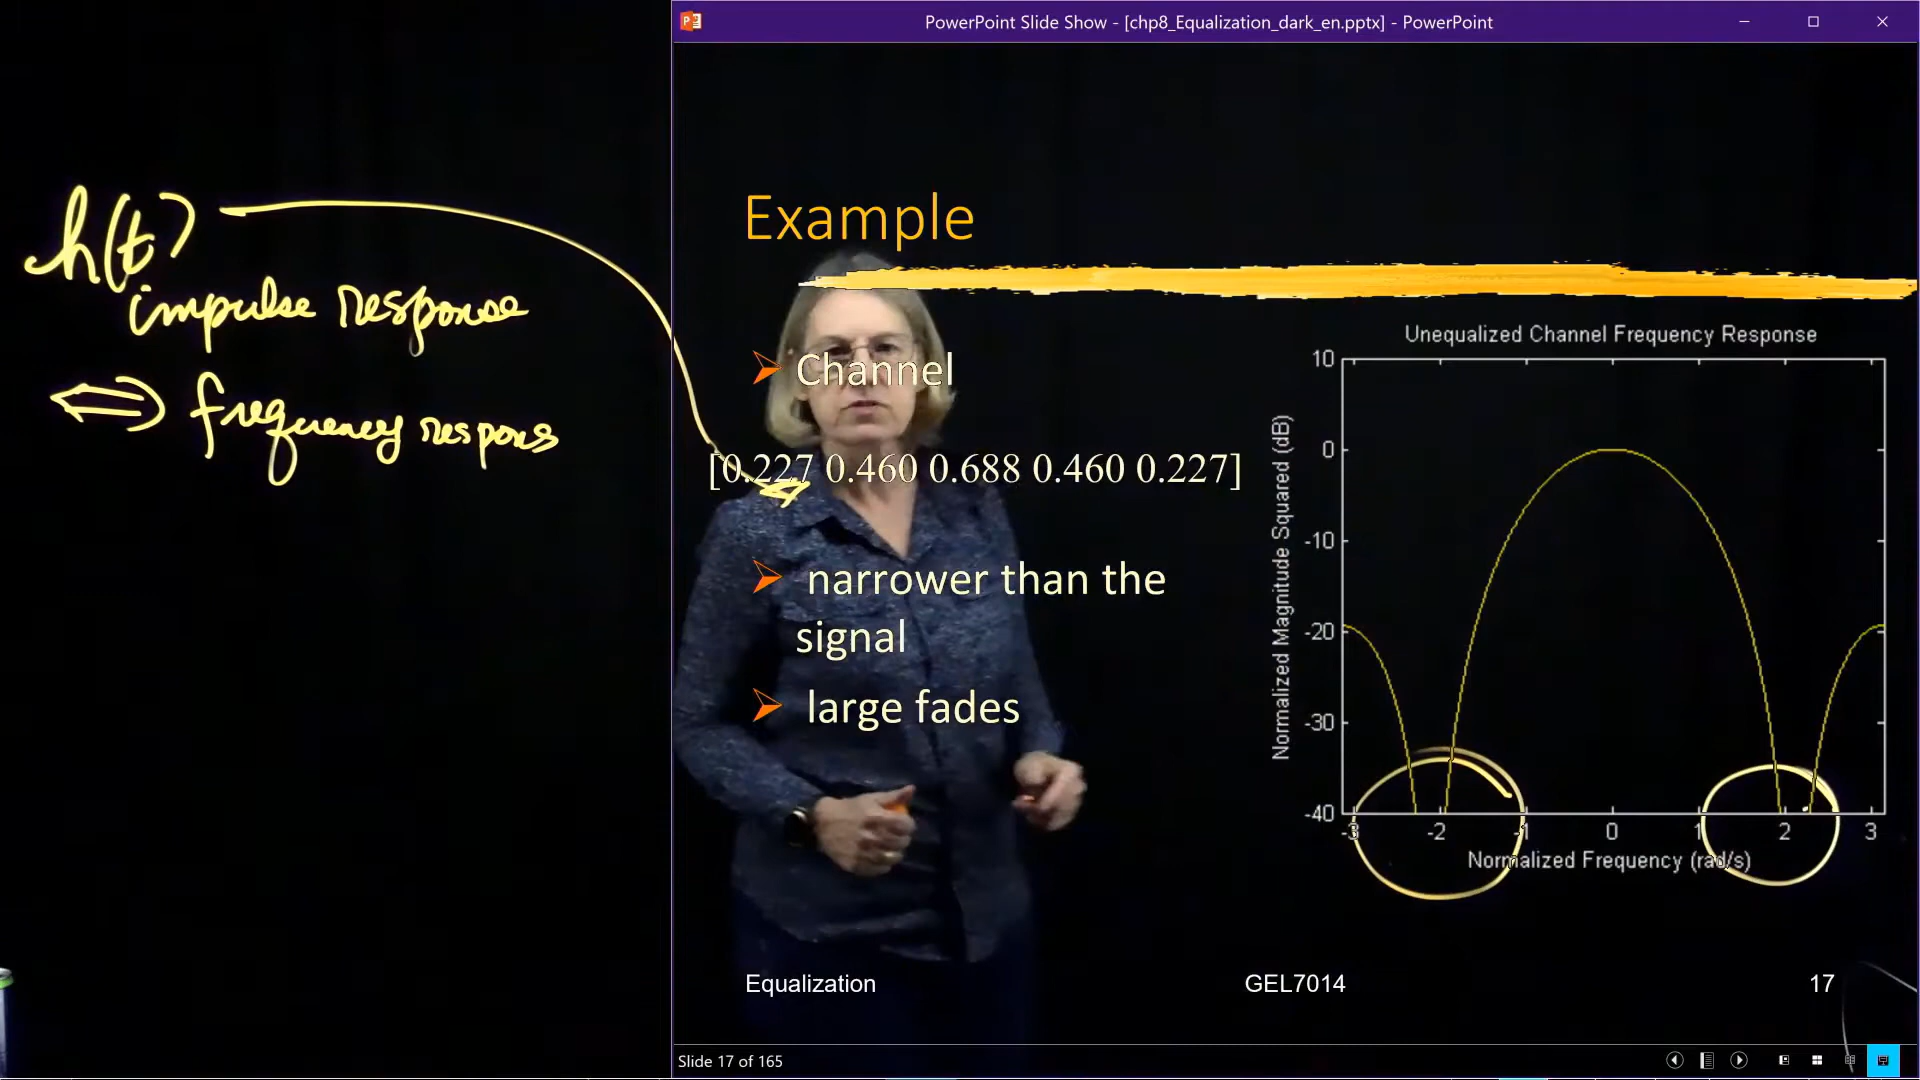 PowerPoint Slide Show - [chp8_Equalization_dark_en.pptx] - PowerPoint
h(t)
impulse response
⇔ frequency respons
Example
Channel
[0.227 0.460 0.688 0.460 0.227]
narrower than the
signal
large fades
Unequalized Channel Frequency Response
Normalized Magnitude Squared (dB)
10
0
-10
-20
-30
-40
-3 -2 -1 0 1 2 3
Normalized Frequency (rad/s)
Equalization GEL7014 17
Slide 17 of 165